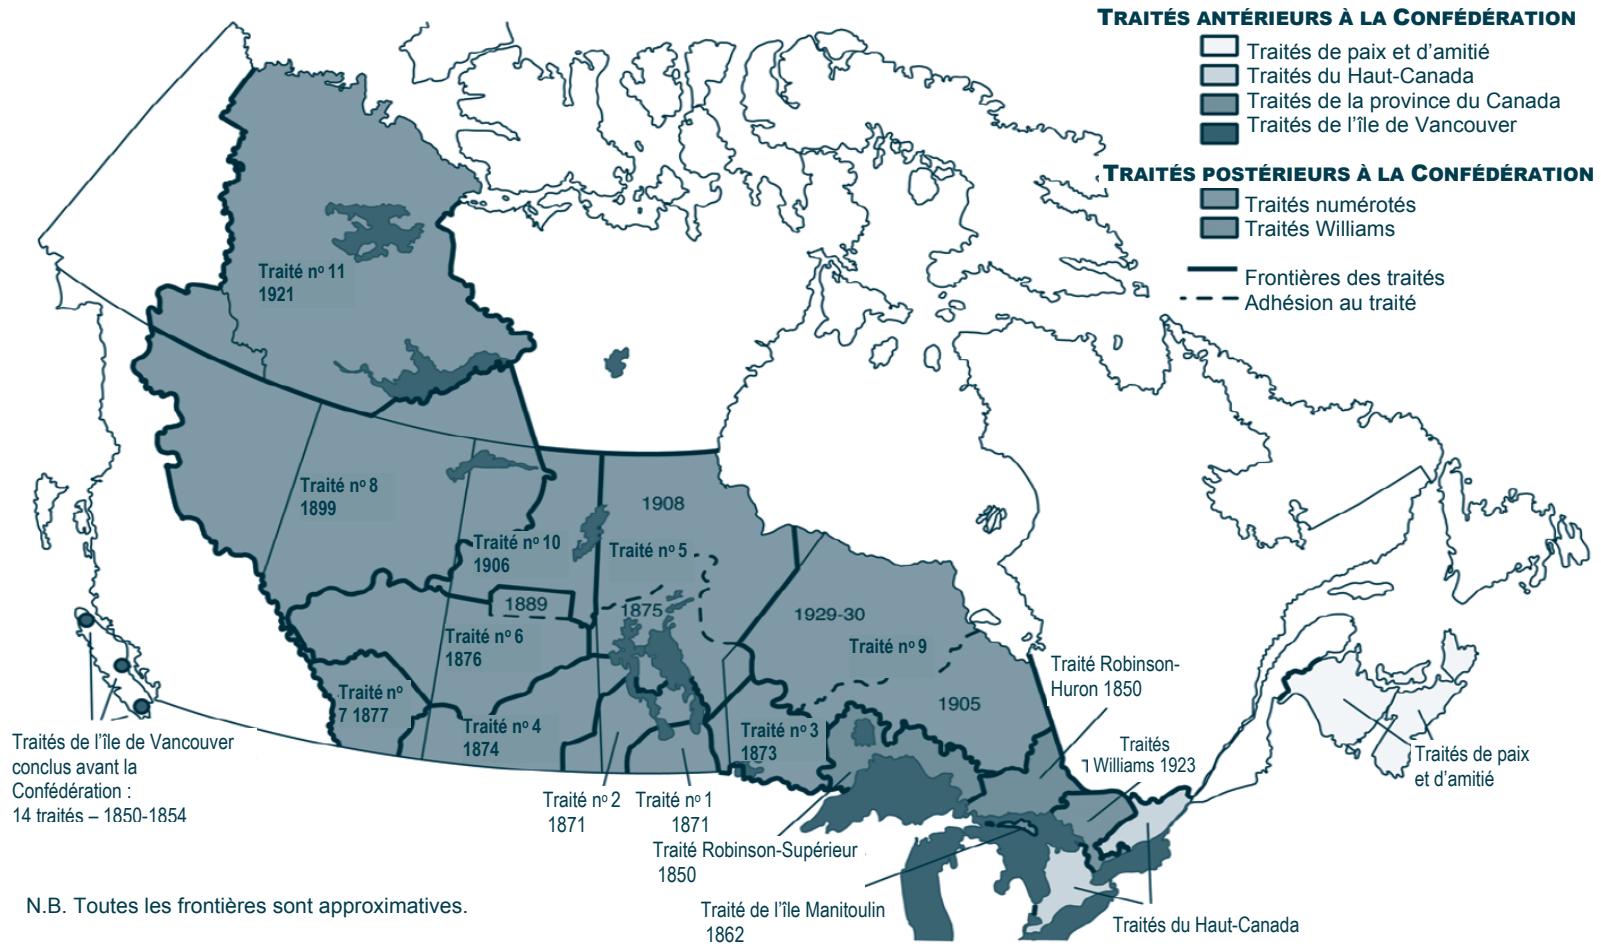 TRAITÉS ANTÉRIEURS À LA CONFÉDÉRATION
Traités de paix et d’amitié
Traités du Haut-Canada
Traités de la province du Canada
Traités de l’île de Vancouver
TRAITÉS POSTÉRIEURS À LA CONFÉDÉRATION
Traités numérotés
Traités Williams
Frontières des traités
Adhésion au traité
Traité nº 11
1921
Traité nº 8
1899
1908
Traité nº 10
1906
Traité nº 5
1889
1875
1929-30
Traité nº 6
1876
Traité nº 9
Traité Robinson-
Huron 1850
Traité nº
7 1877
1905
Traité nº 4
1874
Traité nº 3
1873
Traités de l’île de Vancouver
conclus avant la
Confédération :
14 traités – 1850-1854
Traités
Williams 1923
Traités de paix
et d’amitié
Traité nº 2
1871
Traité nº 1
1871
Traité Robinson-Supérieur
1850
Traité de l’île Manitoulin
1862
Traités du Haut-Canada
N.B. Toutes les frontières sont approximatives.